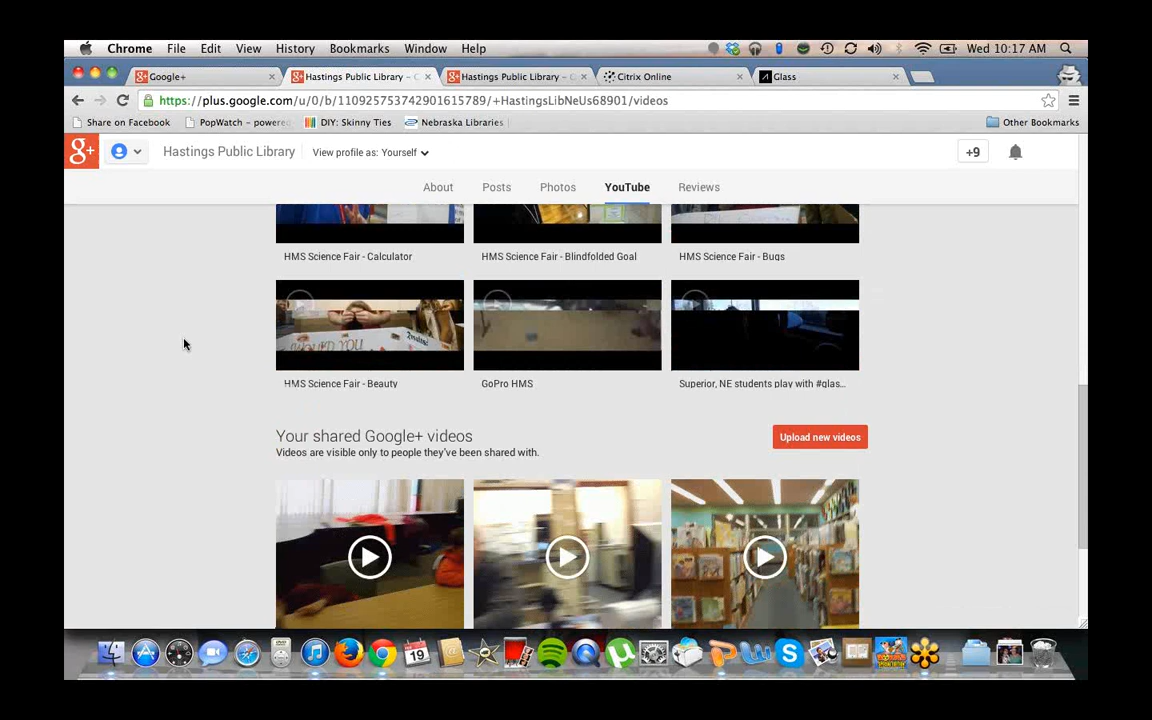 Chrome File Edit View History Bookmarks Window Help Wed 10:17 AM
Google+ Hastings Public Library – Hastings Public Library – Citrix Online Glass
https://plus.google.com/u/0/b/110925753742901615789/+HastingsLibNeUs68901/videos
Share on Facebook PopWatch – powere DIY: Skinny Ties Nebraska Libraries Other Bookmarks
g+ Hastings Public Library View profile as: Yourself +9
About Posts Photos YouTube Reviews
HMS Science Fair - Calculator HMS Science Fair - Blindfolded Goal HMS Science Fair - Bugs
WOULD YOU
HMS Science Fair - Beauty GoPro HMS Superior, NE students play with #glas...
Your shared Google+ videos Upload new videos
Videos are visible only to people they've been shared with.
19